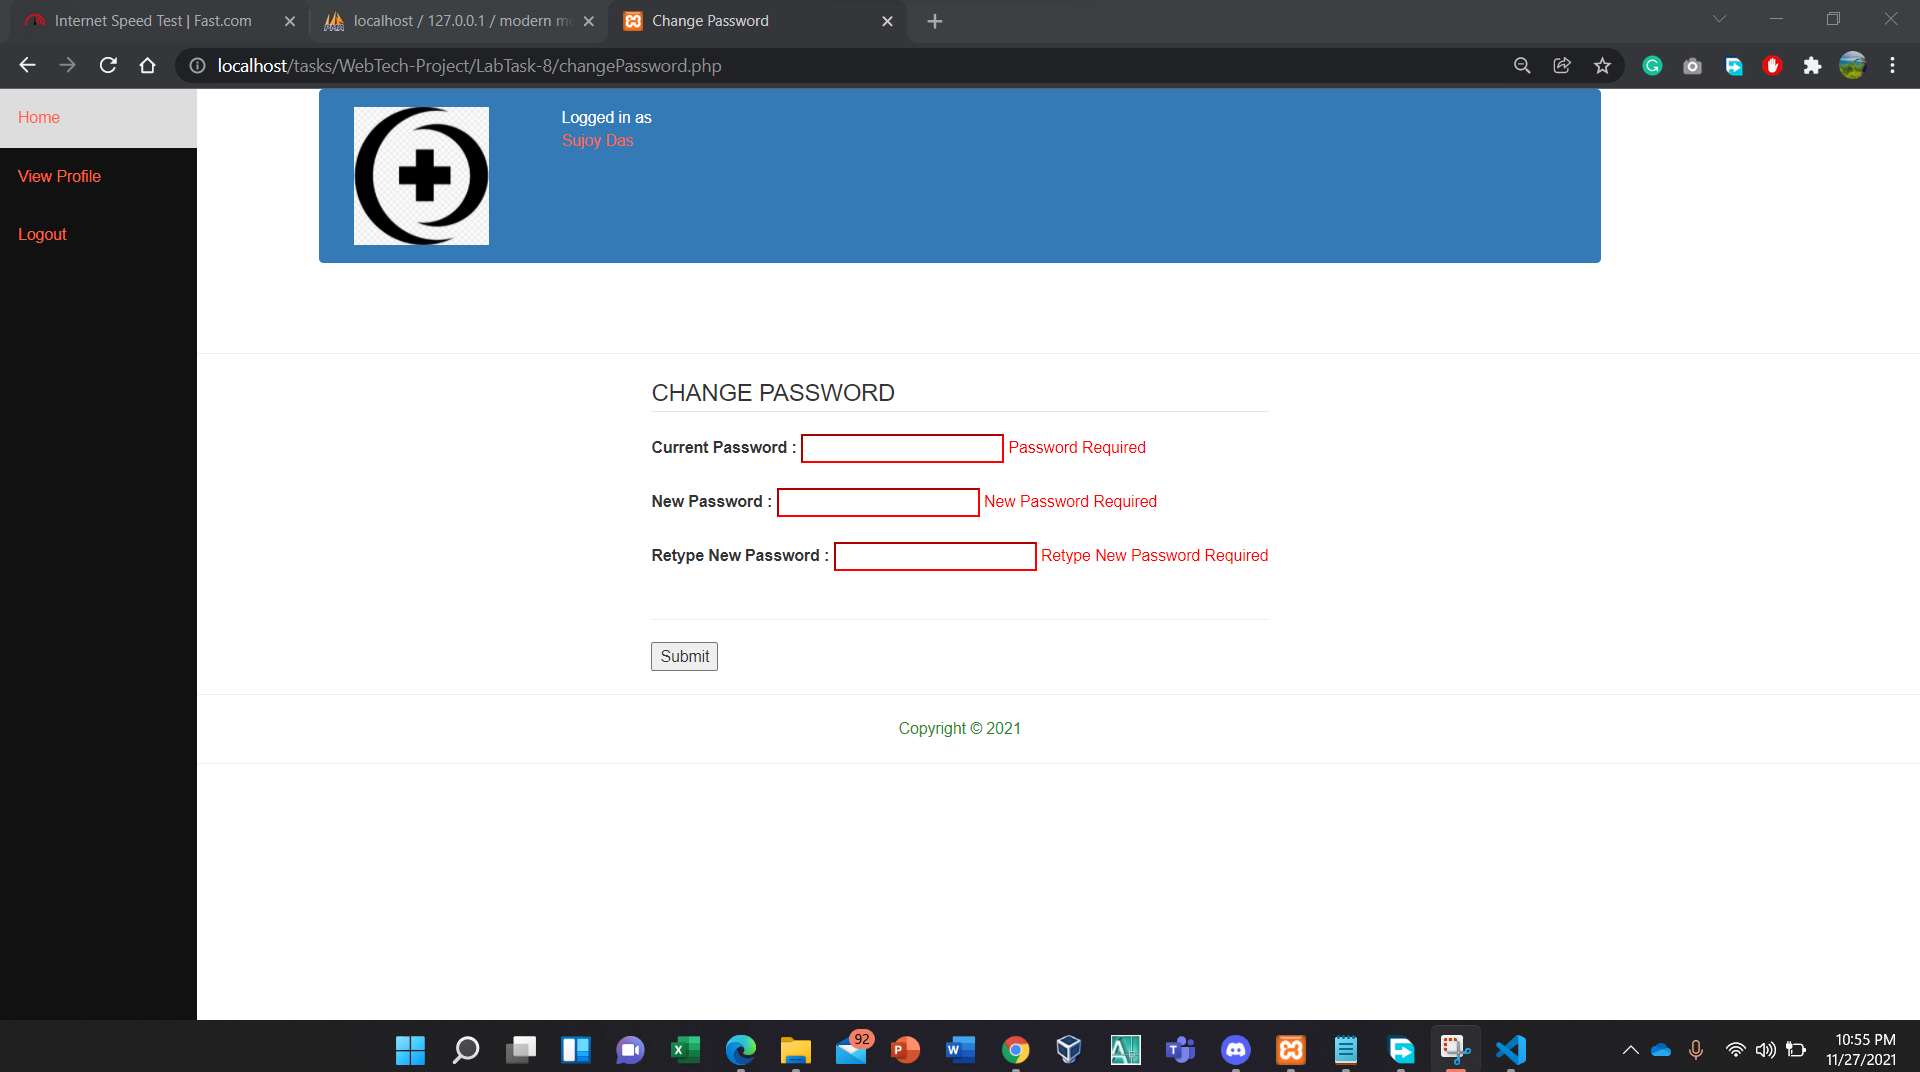 Internet Speed Test | Fast.com
localhost / 127.0.0.1 / modern m
Change Password
localhost/tasks/WebTech-Project/LabTask-8/changePassword.php
Home
View Profile
Logout
Logged in as
Sujoy Das
CHANGE PASSWORD
Current Password : Password Required
New Password : New Password Required
Retype New Password : Retype New Password Required
Submit
Copyright © 2021
92
10:55 PM
11/27/2021